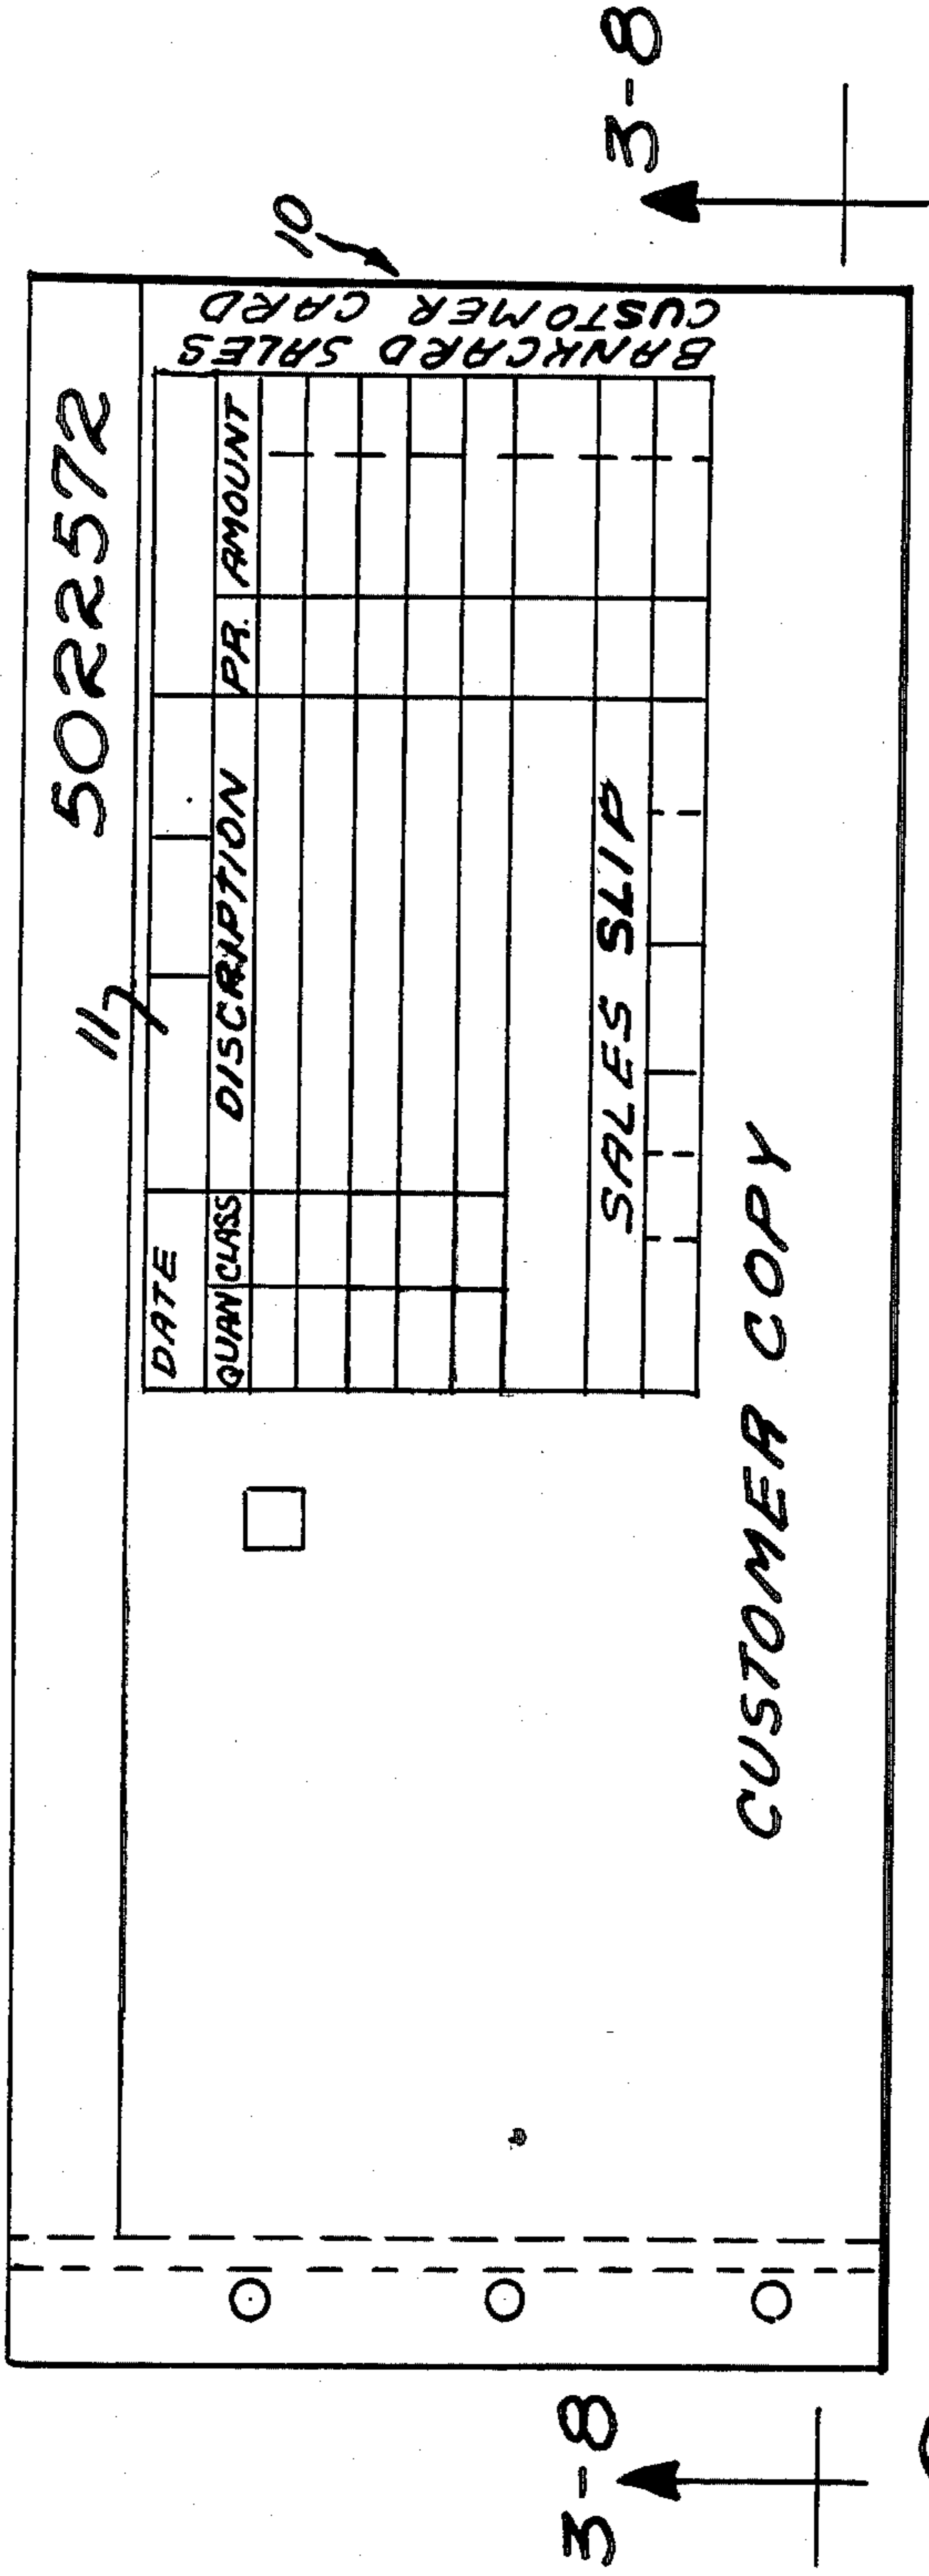 5022572
11
10
DATE
QUAN CLASS DISCRIPTION PR. AMOUNT
SALES SLIP
BANKCARD SALES
CUSTOMER CARD
CUSTOMER COPY
3-8
3-8